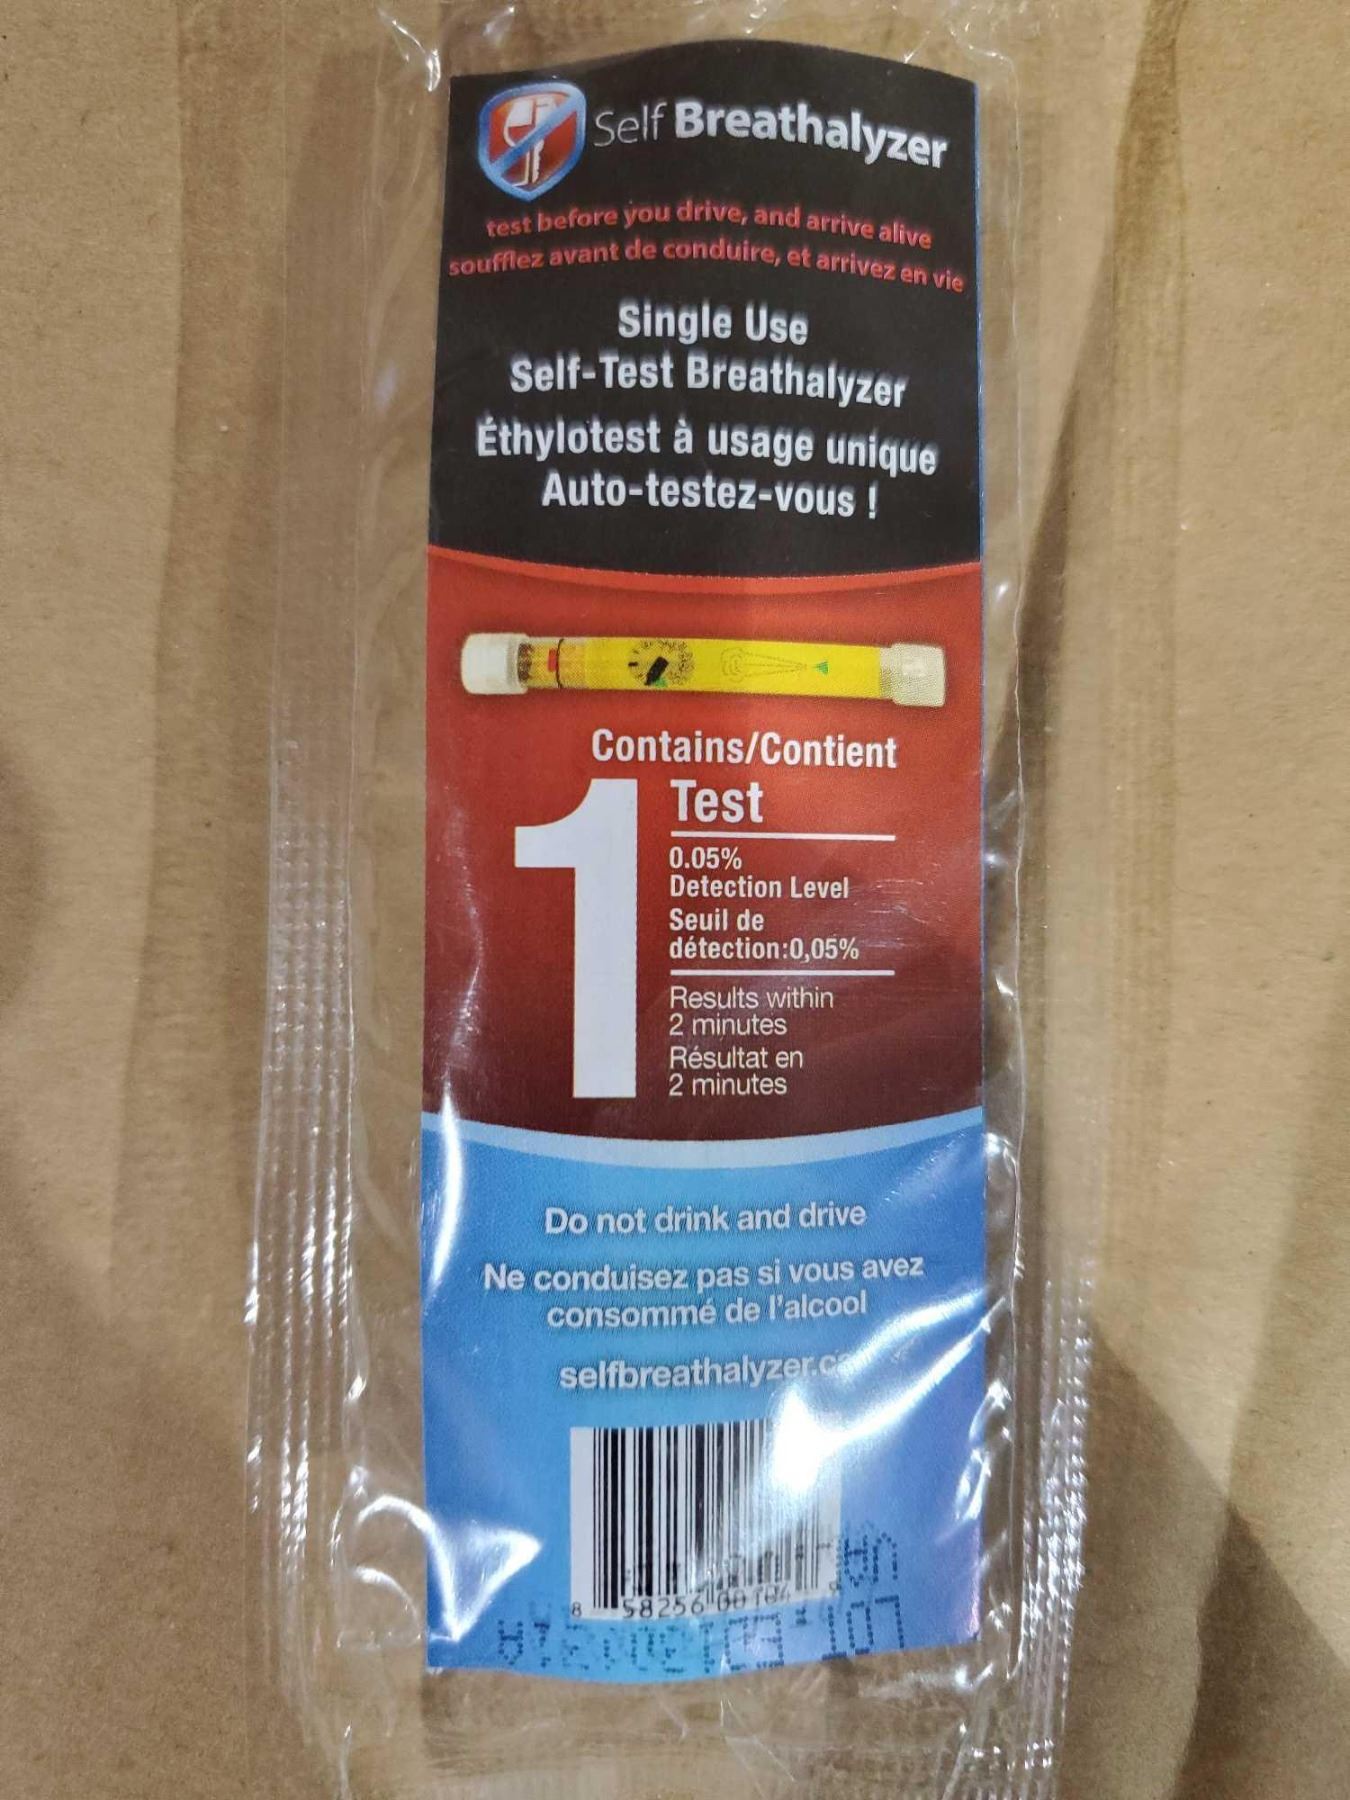 Self Breathalyzer
test before you drive, and arrive alive
soufflez avant de conduire, et arrivez en vie
Single Use
Self-Test Breathalyzer
Éthylotest à usage unique
Auto-testez-vous !
Contains/Contient
1 Test
0.05%
Detection Level
Seuil de
détection:0,05%
Results within
2 minutes
Résultat en
2 minutes
Do not drink and drive
Ne conduisez pas si vous avez
consommé de l'alcool
selfbreathalyzer.ca